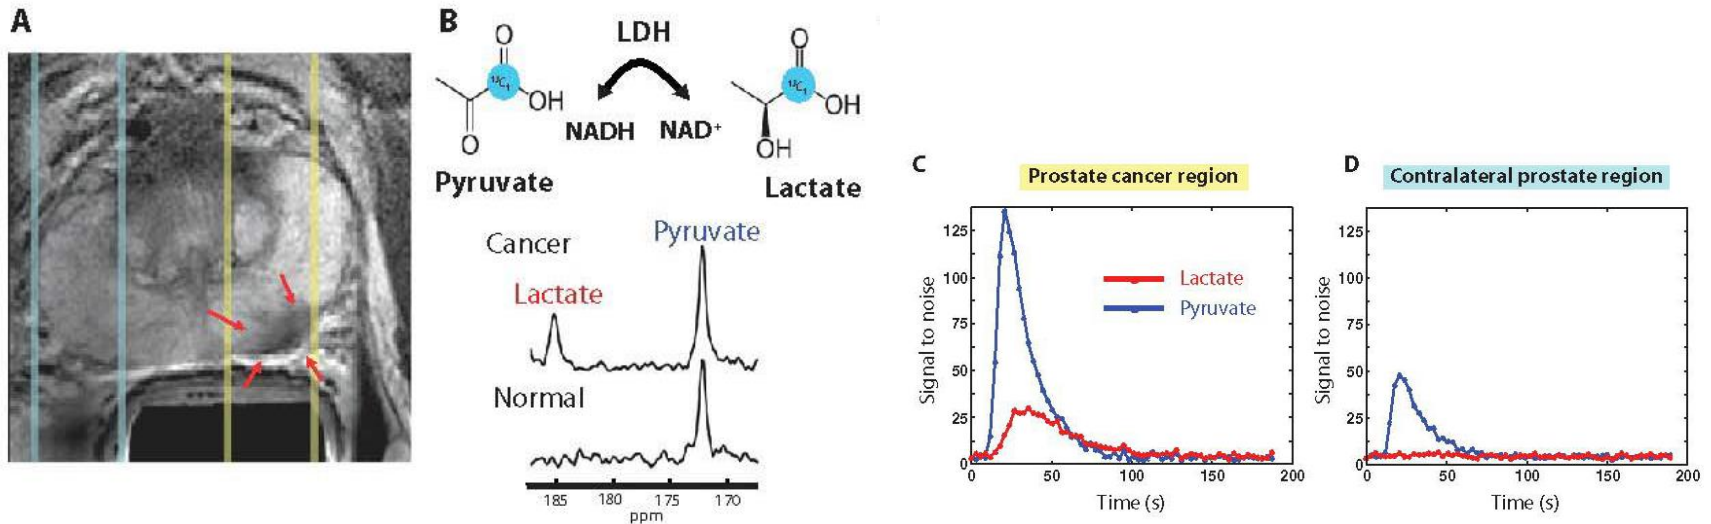 A
B
LDH
O
¹³C₁
OH
O
NADH
NAD⁺
O
¹³C₁
OH
OH
Pyruvate
Lactate
Cancer
Pyruvate
Lactate
Normal
185
180
175
170
ppm
C
Prostate cancer region
Signal to noise
125
100
75
50
25
0
Lactate
Pyruvate
0
50
100
150
200
Time (s)
D
Contralateral prostate region
Signal to noise
125
100
75
50
25
0
0
50
100
150
200
Time (s)